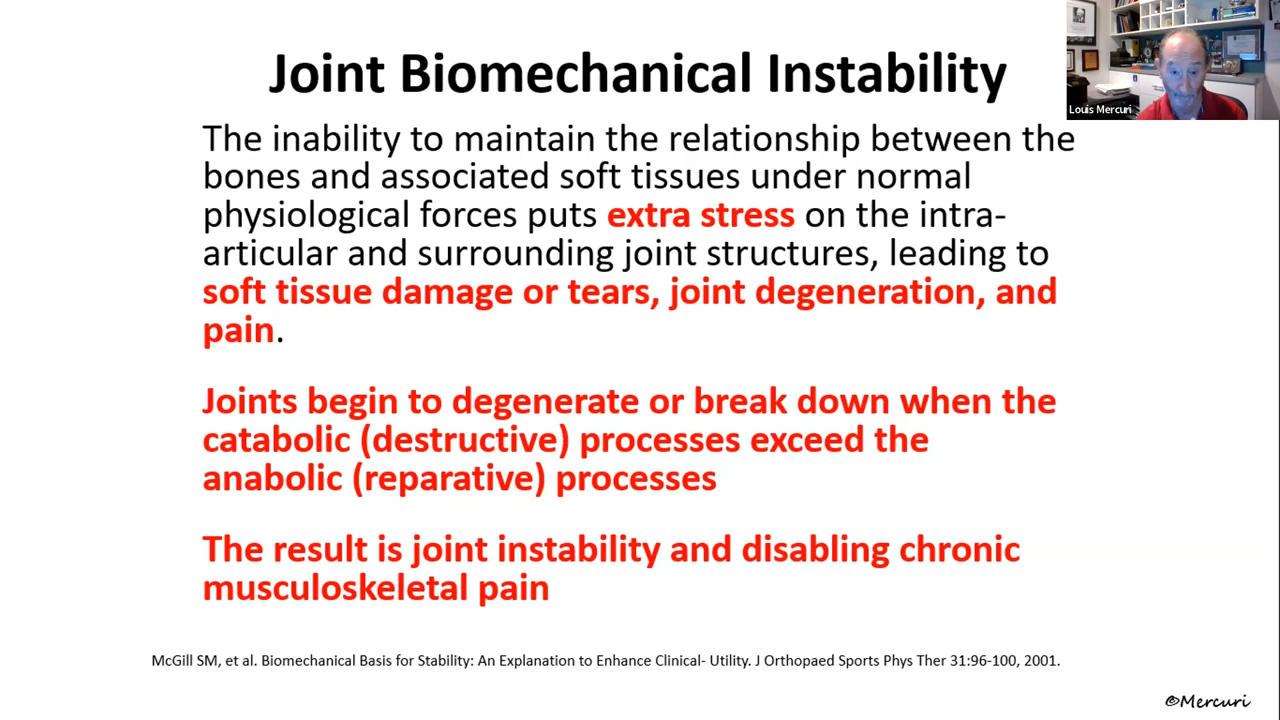 Joint Biomechanical Instability
Louis Mercuri
The inability to maintain the relationship between the
bones and associated soft tissues under normal
physiological forces puts extra stress on the intra-
articular and surrounding joint structures, leading to
soft tissue damage or tears, joint degeneration, and
pain.
Joints begin to degenerate or break down when the
catabolic (destructive) processes exceed the
anabolic (reparative) processes
The result is joint instability and disabling chronic
musculoskeletal pain
McGill SM, et al. Biomechanical Basis for Stability: An Explanation to Enhance Clinical- Utility. J Orthopaed Sports Phys Ther 31:96-100, 2001.
©Mercuri